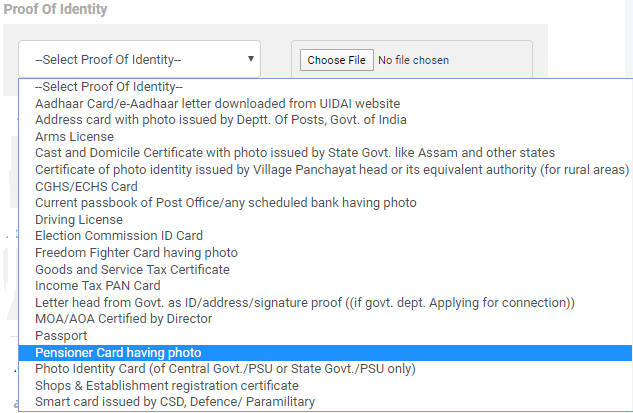 Proof Of Identity
--Select Proof Of Identity--
Choose File No file chosen
--Select Proof Of Identity--
Aadhaar Card/e-Aadhaar letter downloaded from UIDAI website
Address card with photo issued by Deptt. Of Posts, Govt. of India
Arms License
Cast and Domicile Certificate with photo issued by State Govt. like Assam and other states
Certificate of photo identity issued by Village Panchayat head or its equivalent authority (for rural areas)
CGHS/ECHS Card
Current passbook of Post Office/any scheduled bank having photo
Driving License
Election Commission ID Card
Freedom Fighter Card having photo
Goods and Service Tax Certificate
Income Tax PAN Card
Letter head from Govt. as ID/address/signature proof ((if govt. dept. Applying for connection))
MOA/AOA Certified by Director
Passport
Pensioner Card having photo
Photo Identity Card (of Central Govt./PSU or State Govt./PSU only)
Shops & Establishment registration certificate
Smart card issued by CSD, Defence/ Paramilitary